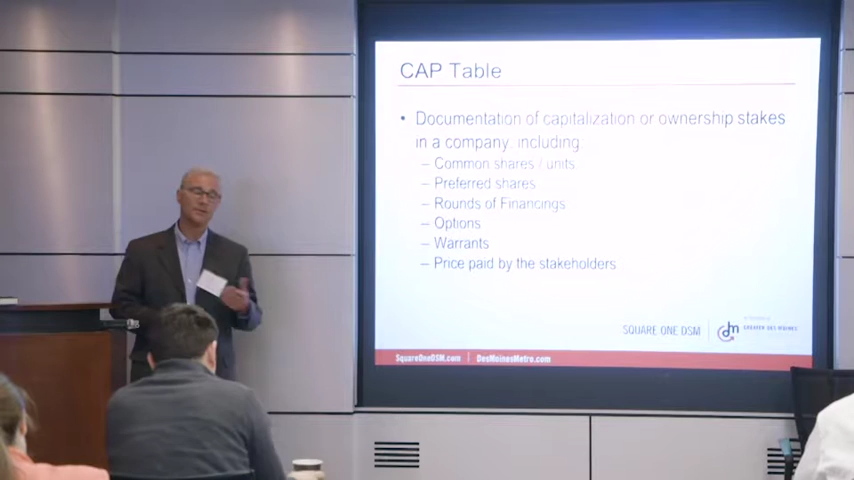 CAP Table
• Documentation of capitalization or ownership stakes
in a company, including
– Common shares / units
– Preferred shares
– Rounds of Financings
– Options
– Warrants
– Price paid by the stakeholders
SQUARE ONE DSM
dm
GREATER DES MOINES
SquareOneDSM.com | DesMoinesMetro.com